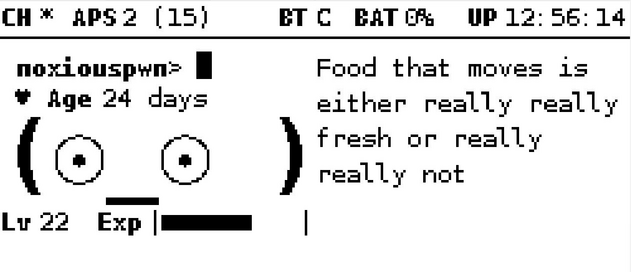 CH * APS 2 (15) BT C BAT 0% UP 12:56:14
noxiouspwn>
♥ Age 24 days
Food that moves is
either really really
fresh or really
really not
Lv 22 Exp